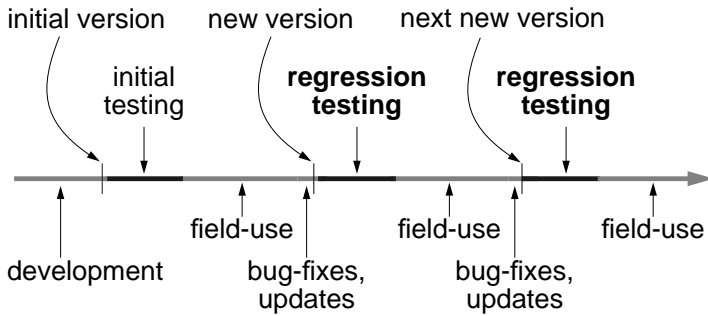 initial version
new version
next new version
initial
testing
regression
testing
regression
testing
field-use
field-use
field-use
development
bug-fixes,
updates
bug-fixes,
updates